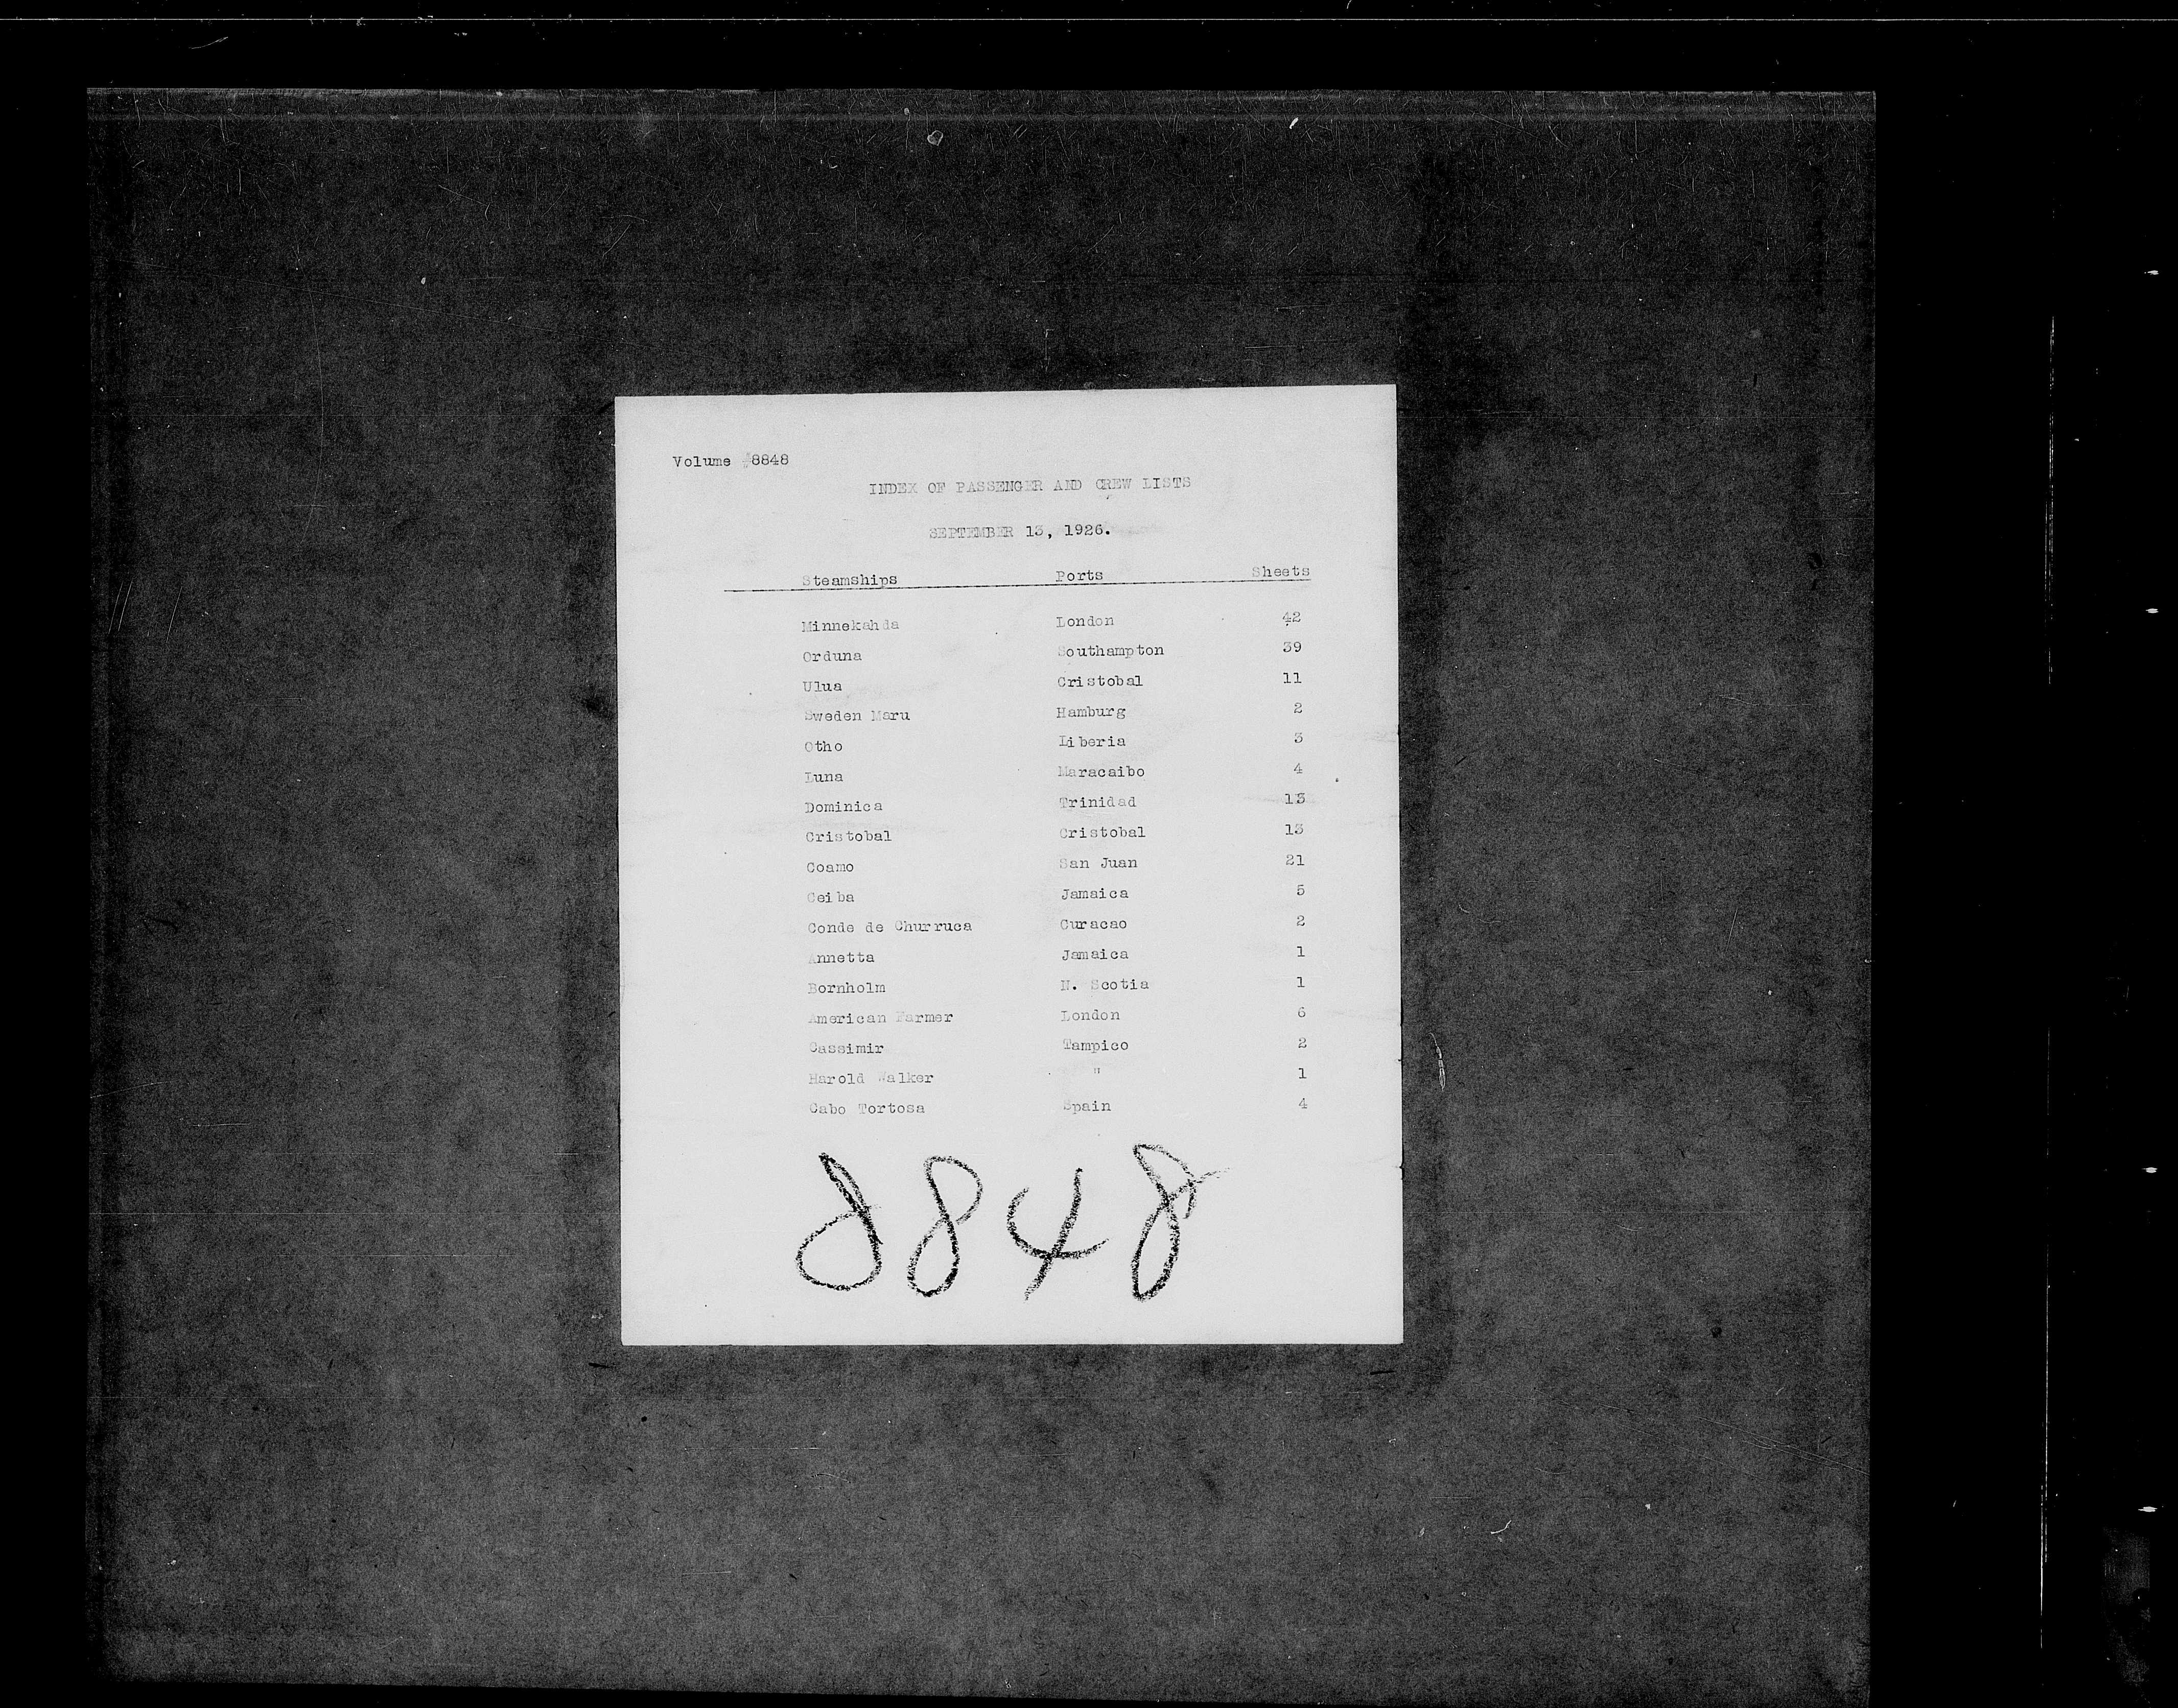 Volume #8848
INDEX OF PASSENGER AND CREW LISTS
SEPTEMBER 13, 1926.
Steamships Ports Sheets
Minnekahda London 42
Orduna Southampton 39
Ulua Cristobal 11
Sweden Maru Hamburg 2
Otho Liberia 3
Luna Maracaibo 4
Dominica Trinidad 13
Cristobal Cristobal 13
Coamo San Juan 21
Ceiba Jamaica 5
Conde de Churruca Curacao 2
Annetta Jamaica 1
Bornholm N. Scotia 1
American Farmer London 6
Cassimir Tampico 2
Harold Walker " 1
Cabo Tortosa Spain 4
8848